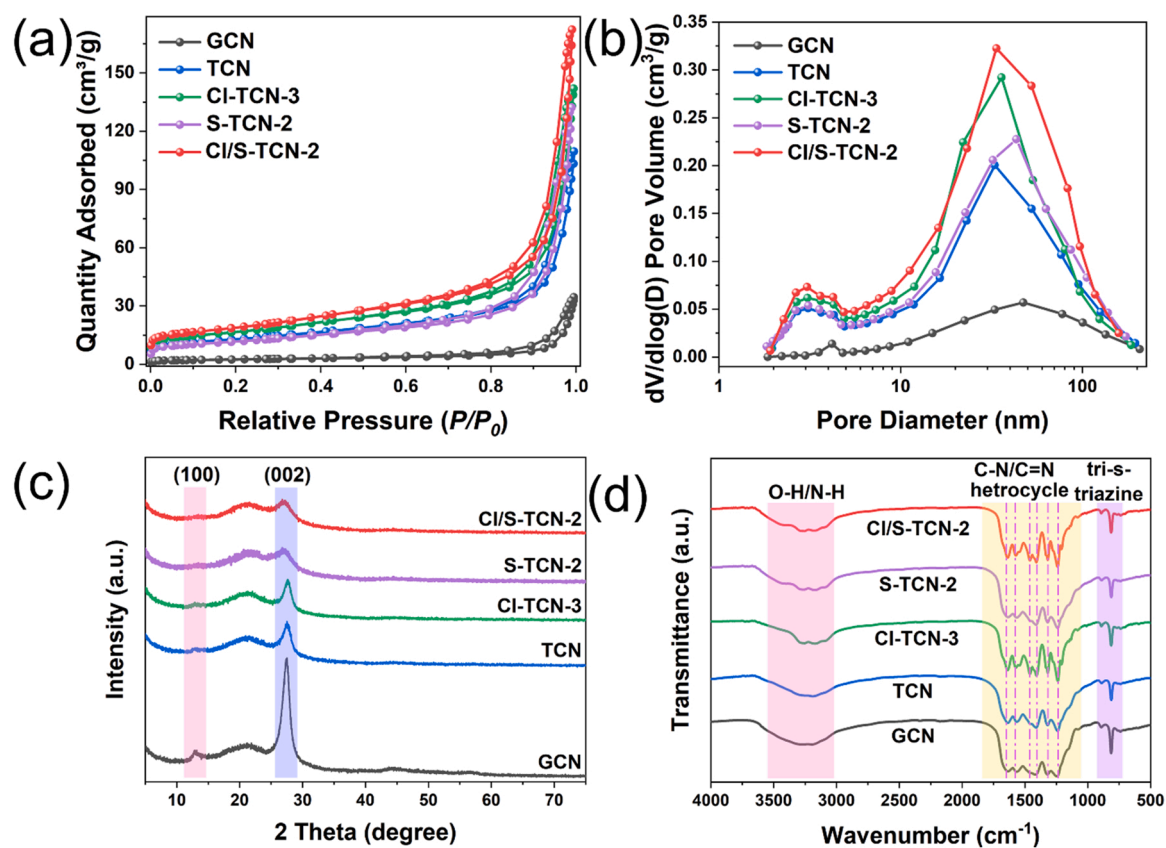 (a)
GCN
TCN
Cl-TCN-3
S-TCN-2
Cl/S-TCN-2
Quantity Adsorbed (cm³/g)
150
120
90
60
30
0
0.0 0.2 0.4 0.6 0.8 1.0
Relative Pressure (P/P₀)
(b)
GCN
TCN
Cl-TCN-3
S-TCN-2
Cl/S-TCN-2
dV/dlog(D) Pore Volume (cm³/g)
0.35
0.30
0.25
0.20
0.15
0.10
0.05
0.00
1 10 100
Pore Diameter (nm)
(c)
(100) (002)
Cl/S-TCN-2
S-TCN-2
Cl-TCN-3
TCN
GCN
Intensity (a.u.)
10 20 30 40 50 60 70
2 Theta (degree)
(d)
O-H/N-H
C-N/C=N
hetrocycle
tri-s-
triazine
Cl/S-TCN-2
S-TCN-2
Cl-TCN-3
TCN
GCN
Transmittance (a.u.)
4000 3500 3000 2500 2000 1500 1000 500
Wavenumber (cm⁻¹)